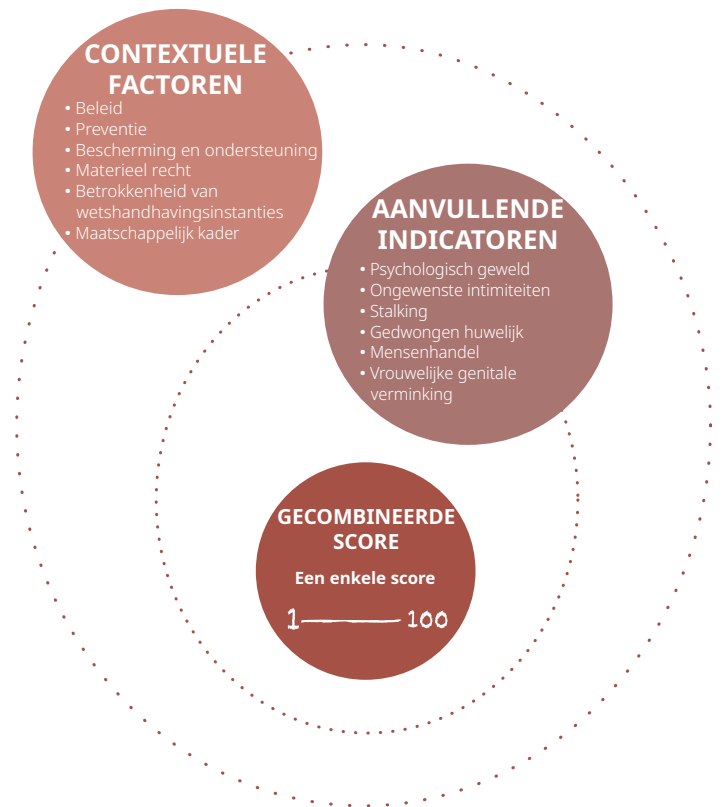 CONTEXTUELE
FACTOREN
• Beleid
• Preventie
• Bescherming en ondersteuning
• Materieel recht
• Betrokkenheid van
wetshandhavingsinstanties
• Maatschappelijk kader
AANVULLENDE
INDICATOREN
• Psychologisch geweld
• Ongewenste intimiteiten
• Stalking
• Gedwongen huwelijk
• Mensenhandel
• Vrouwelijke genitale
verminking
GECOMBINEERDE
SCORE
Een enkele score
1 100